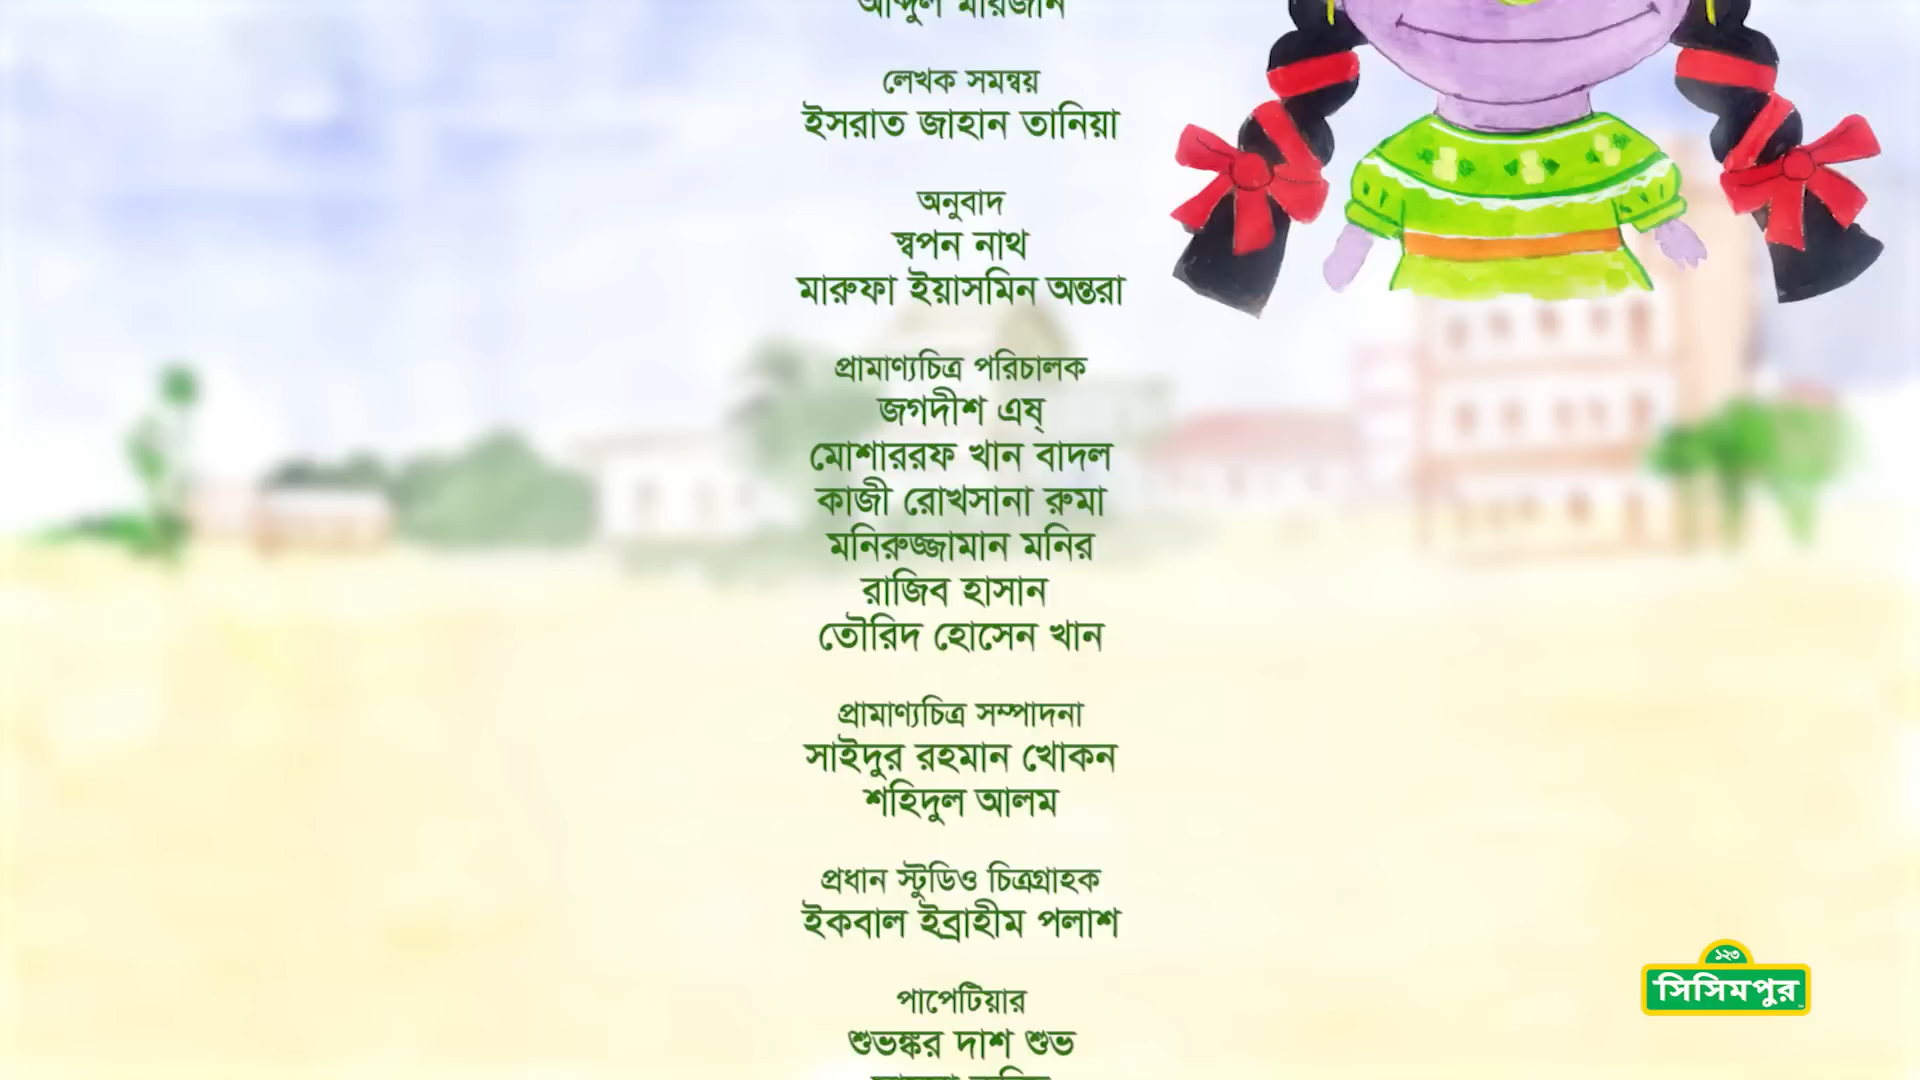 আব্দুল মারজান
লেখক সমন্বয়
ইসরাত জাহান তানিয়া
অনুবাদ
স্বপন নাথ
মারুফা ইয়াসমিন অন্তরা
প্রামাণ্যচিত্র পরিচালক
জগদীশ এষ্
মোশাররফ খান বাদল
কাজী রোখসানা রুমা
মনিরুজ্জামান মনির
রাজিব হাসান
তৌরিদ হোসেন খান
প্রামাণ্যচিত্র সম্পাদনা
সাইদুর রহমান খোকন
শহিদুল আলম
প্রধান স্টুডিও চিত্রগ্রাহক
ইকবাল ইব্রাহীম পলাশ
পাপেটিয়ার
শুভঙ্কর দাশ শুভ
১২৩
সিসিমপুর